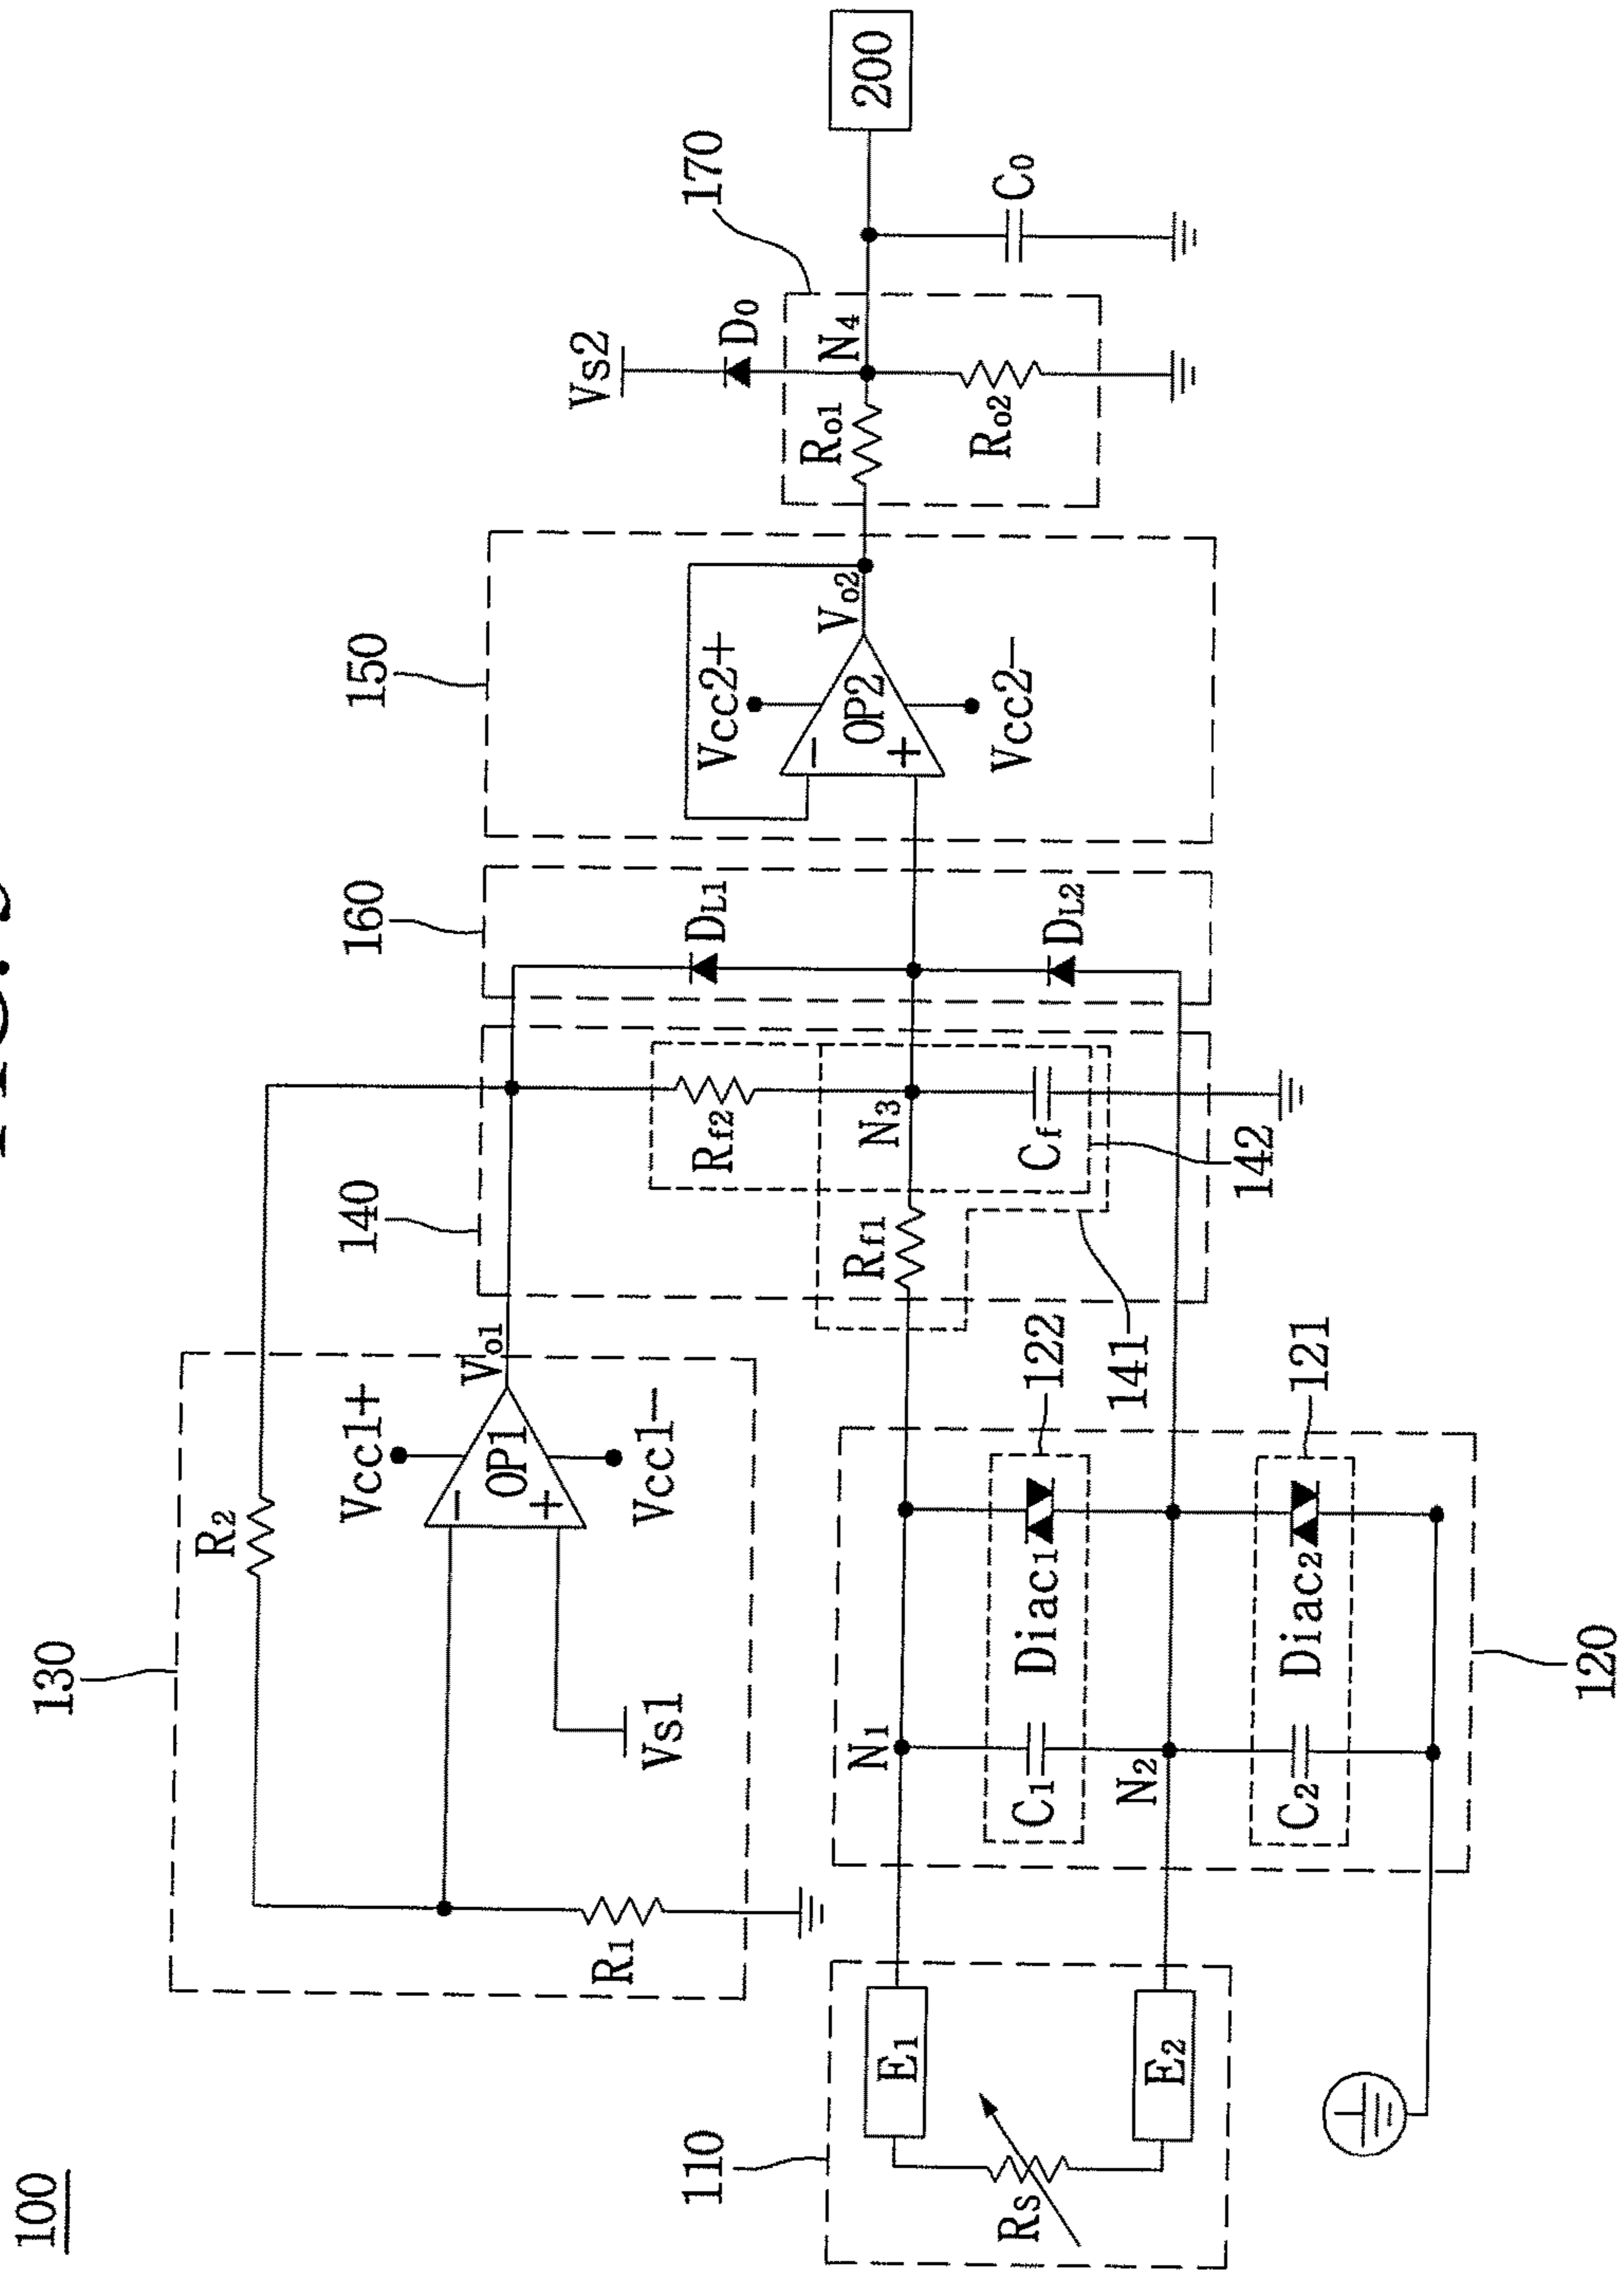 100
130
R2
Vcc1+
OP1
−
+
Vcc1−
Vo1
Vs1
R1
140
Rf2
N3
Rf1
Cf
142
141
160
DL1
DL2
150
Vcc2+
OP2
−
+
Vcc2−
Vo2
170
Vs2
D0
N4
Ro1
Ro2
C0
200
110
E1
E2
Rs
N1
N2
C1
C2
Diac1
Diac2
122
121
120